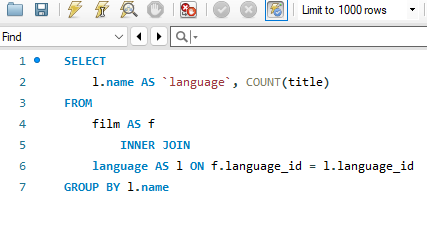 Limit to 1000 rows
Find
1 SELECT
2 l.name AS `language`, COUNT(title)
3 FROM
4 film AS f
5 INNER JOIN
6 language AS l ON f.language_id = l.language_id
7 GROUP BY l.name